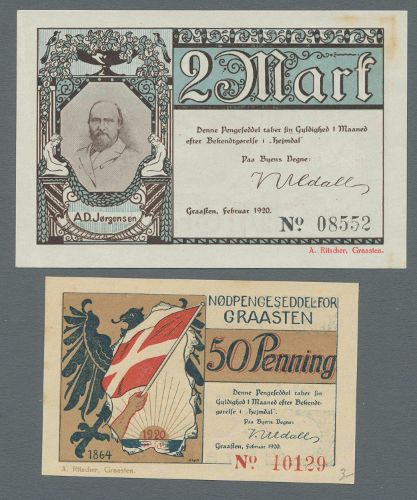 2 Mark
Denne Pengeseddel taber sin Gyldighed 1 Maaned
efter Bekendtgørelse i „Heimdal“
Paa Byens Vegne:
A.D.Jørgensen
Graasten, Februar 1920.
No 08552
A. Ritscher, Graasten.
NØDPENGESEDDEL FOR
GRAASTEN
50 Penning
Denne Pengeseddel taber sin
Gyldighed 1 Maaned efter Bekendt-
gørelse i „Hejmdal“
Paa Byens Vegne:
Graasten, Februar 1920.
No 10129
1920
1864
A. Ritscher, Graasten.